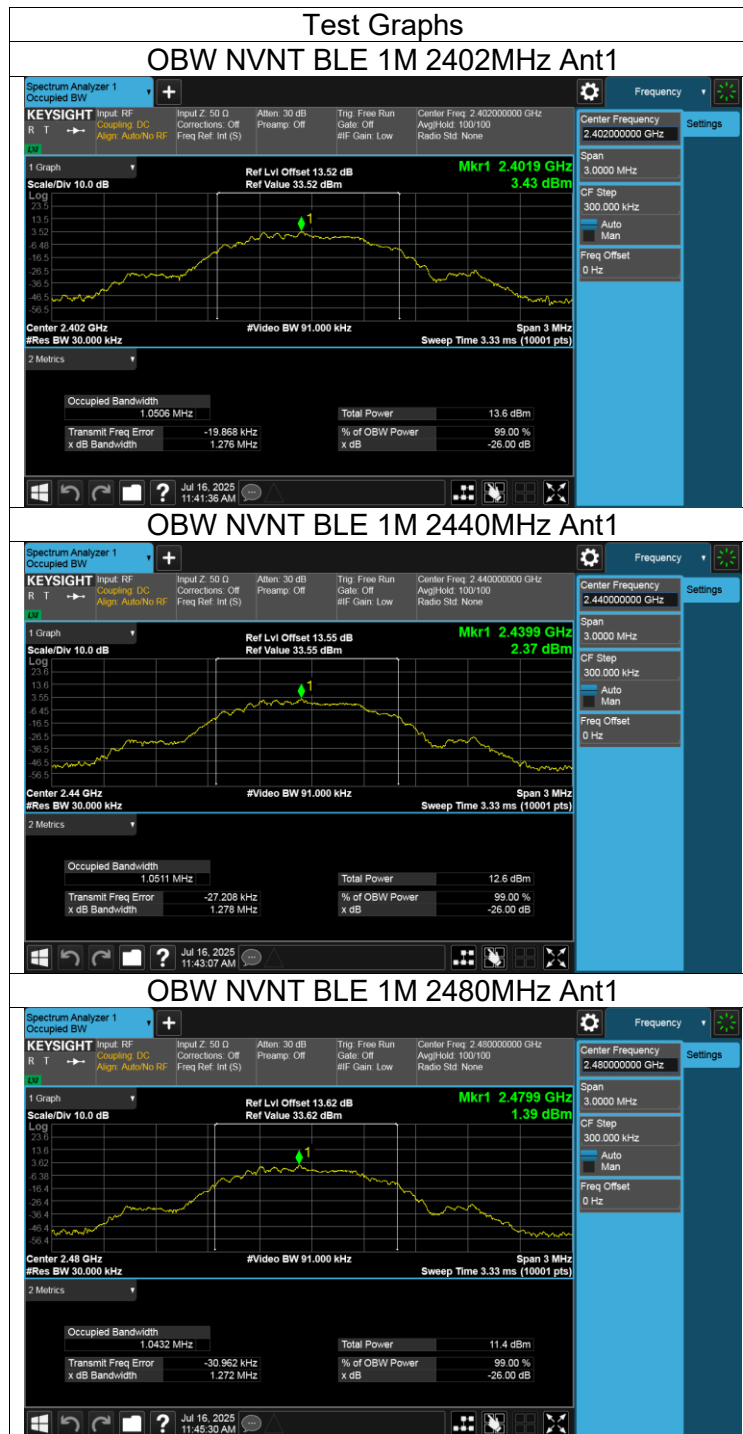 Test Graphs
OBW NVNT BLE 1M 2402MHz Ant1
Spectrum Analyzer 1
Occupied BW
Frequency
KEYSIGHT
R T
LXI
Input: RF
Coupling: DC
Align: Auto/No RF
Input Z: 50 Ω
Corrections: Off
Freq Ref: Int (S)
Atten: 30 dB
Preamp: Off
Trig: Free Run
Gate: Off
#IF Gain: Low
Center Freq: 2.402000000 GHz
Avg|Hold: 100/100
Radio Std: None
Center Frequency
2.402000000 GHz
Settings
Span
3.0000 MHz
CF Step
300.000 kHz
Auto
Man
Freq Offset
0 Hz
1 Graph
Scale/Div 10.0 dB
Ref Lvl Offset 13.52 dB
Ref Value 33.52 dBm
Mkr1 2.4019 GHz
3.43 dBm
Log
23.5
13.5
3.52
-6.48
-16.5
-26.5
-36.5
-46.5
-56.5
1
Center 2.402 GHz
#Res BW 30.000 kHz
#Video BW 91.000 kHz
Span 3 MHz
Sweep Time 3.33 ms (10001 pts)
2 Metrics
Occupied Bandwidth
1.0506 MHz
Total Power 13.6 dBm
Transmit Freq Error -19.868 kHz
% of OBW Power 99.00 %
x dB Bandwidth 1.276 MHz
x dB -26.00 dB
?
Jul 16, 2025
11:41:36 AM
OBW NVNT BLE 1M 2440MHz Ant1
Spectrum Analyzer 1
Occupied BW
Frequency
KEYSIGHT
R T
LXI
Input: RF
Coupling: DC
Align: Auto/No RF
Input Z: 50 Ω
Corrections: Off
Freq Ref: Int (S)
Atten: 30 dB
Preamp: Off
Trig: Free Run
Gate: Off
#IF Gain: Low
Center Freq: 2.440000000 GHz
Avg|Hold: 100/100
Radio Std: None
Center Frequency
2.440000000 GHz
Settings
Span
3.0000 MHz
CF Step
300.000 kHz
Auto
Man
Freq Offset
0 Hz
1 Graph
Scale/Div 10.0 dB
Ref Lvl Offset 13.55 dB
Ref Value 33.55 dBm
Mkr1 2.4399 GHz
2.37 dBm
Log
23.6
13.6
3.55
-6.45
-16.5
-26.5
-36.5
-46.5
-56.5
1
Center 2.44 GHz
#Res BW 30.000 kHz
#Video BW 91.000 kHz
Span 3 MHz
Sweep Time 3.33 ms (10001 pts)
2 Metrics
Occupied Bandwidth
1.0511 MHz
Total Power 12.6 dBm
Transmit Freq Error -27.208 kHz
% of OBW Power 99.00 %
x dB Bandwidth 1.278 MHz
x dB -26.00 dB
?
Jul 16, 2025
11:43:07 AM
OBW NVNT BLE 1M 2480MHz Ant1
Spectrum Analyzer 1
Occupied BW
Frequency
KEYSIGHT
R T
LXI
Input: RF
Coupling: DC
Align: Auto/No RF
Input Z: 50 Ω
Corrections: Off
Freq Ref: Int (S)
Atten: 30 dB
Preamp: Off
Trig: Free Run
Gate: Off
#IF Gain: Low
Center Freq: 2.480000000 GHz
Avg|Hold: 100/100
Radio Std: None
Center Frequency
2.480000000 GHz
Settings
Span
3.0000 MHz
CF Step
300.000 kHz
Auto
Man
Freq Offset
0 Hz
1 Graph
Scale/Div 10.0 dB
Ref Lvl Offset 13.62 dB
Ref Value 33.62 dBm
Mkr1 2.4799 GHz
1.39 dBm
Log
23.6
13.6
3.62
-6.38
-16.4
-26.4
-36.4
-46.4
-56.4
1
Center 2.48 GHz
#Res BW 30.000 kHz
#Video BW 91.000 kHz
Span 3 MHz
Sweep Time 3.33 ms (10001 pts)
2 Metrics
Occupied Bandwidth
1.0432 MHz
Total Power 11.4 dBm
Transmit Freq Error -30.962 kHz
% of OBW Power 99.00 %
x dB Bandwidth 1.272 MHz
x dB -26.00 dB
?
Jul 16, 2025
11:45:30 AM